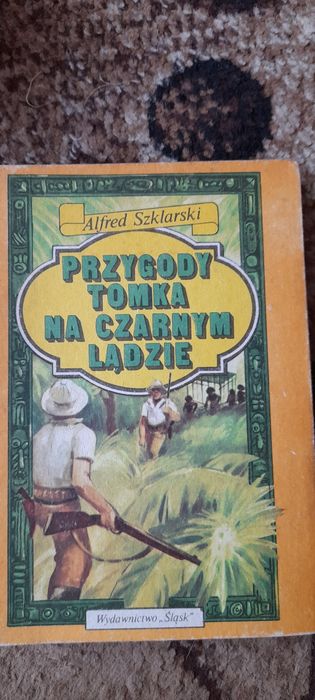 Alfred Szklarski
PRZYGODY
TOMKA
NA CZARNYM
LĄDZIE
Wydawnictwo „Śląsk”